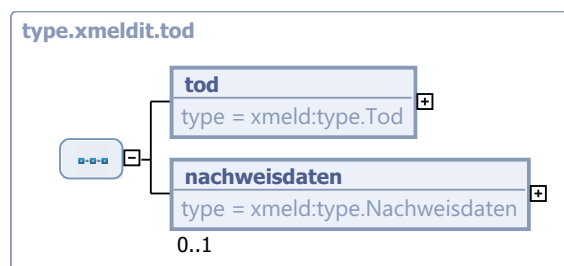 type.xmeldit.tod
tod
type = xmeld:type.Tod
nachweisdaten
type = xmeld:type.Nachweisdaten
0..1